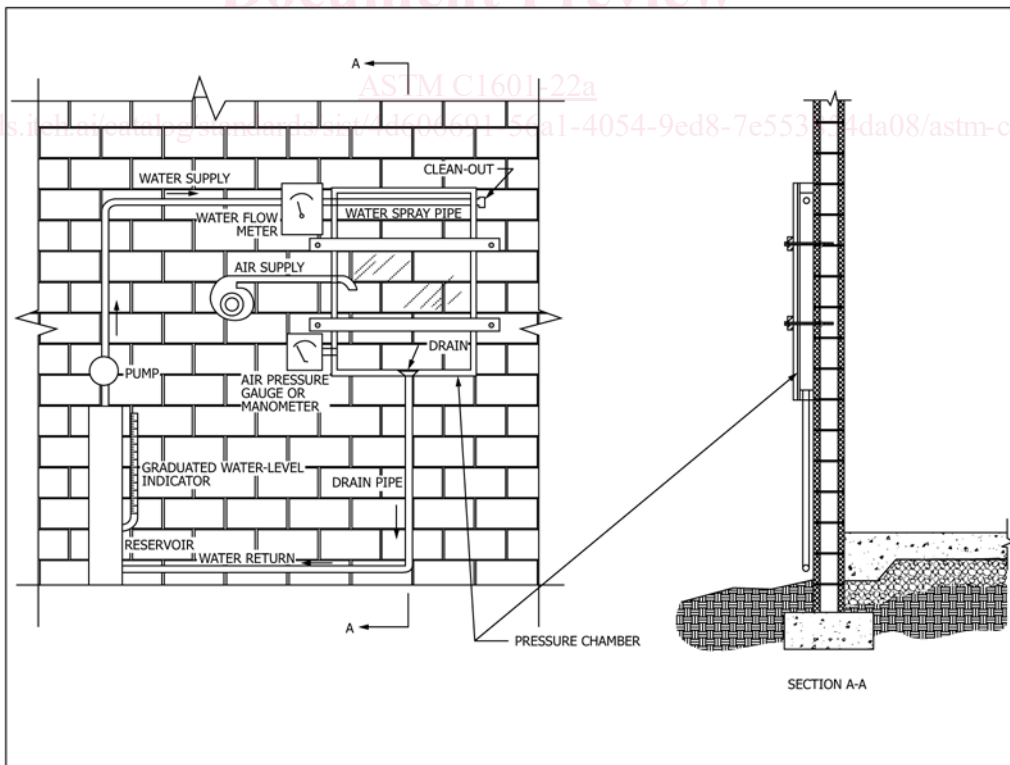 Document Preview
A
ASTM C1601-22a
CLEAN-OUT
WATER SUPPLY
WATER FLOW
METER
WATER SPRAY PIPE
AIR SUPPLY
DRAIN
PUMP
AIR PRESSURE
GAUGE OR
MANOMETER
GRADUATED WATER-LEVEL
INDICATOR
DRAIN PIPE
RESERVOIR
WATER RETURN
A
PRESSURE CHAMBER
SECTION A-A